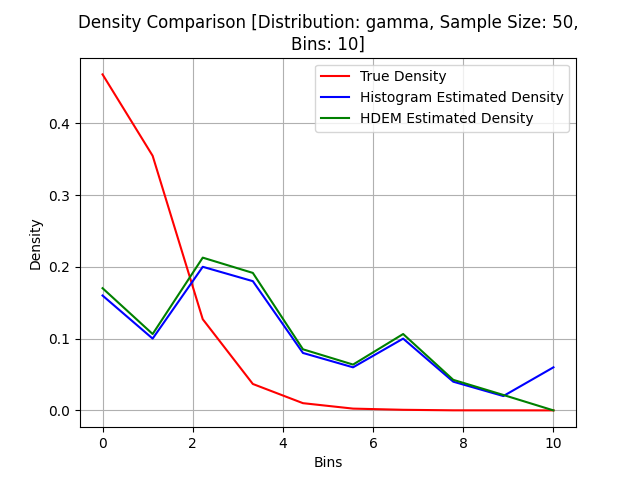 Density Comparison [Distribution: gamma, Sample Size: 50,
Bins: 10]
True Density
Histogram Estimated Density
HDEM Estimated Density
Density
0.4
0.3
0.2
0.1
0.0
0 2 4 6 8 10
Bins